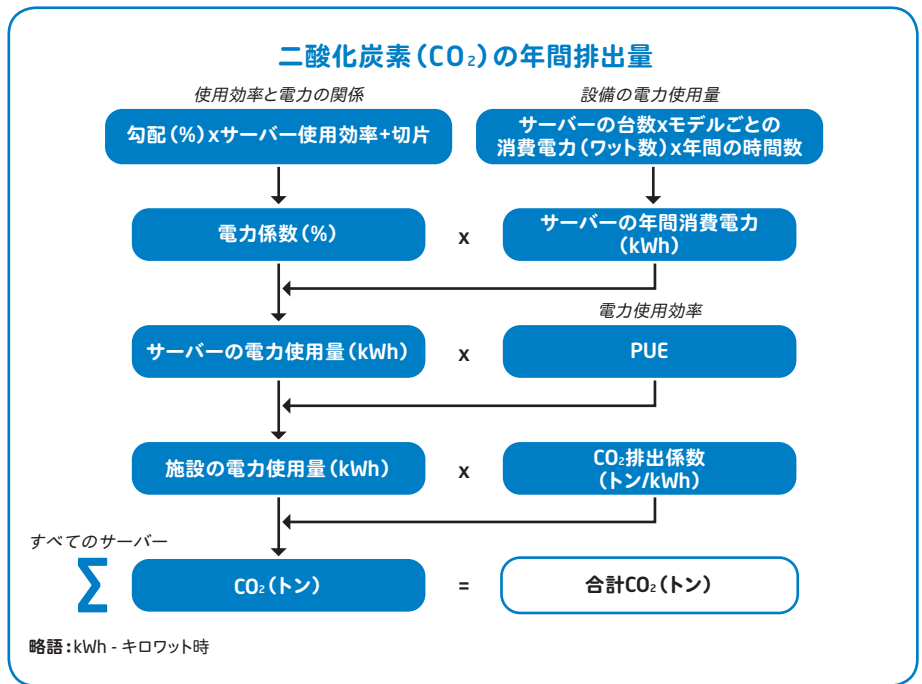 二酸化炭素(CO₂)の年間排出量
使用効率と電力の関係
設備の電力使用量
勾配(%)xサーバー使用効率+切片
サーバーの台数xモデルごとの
消費電力(ワット数)x年間の時間数
電力係数(%)
x
サーバーの年間消費電力
(kWh)
電力使用効率
サーバーの電力使用量(kWh)
x
PUE
施設の電力使用量(kWh)
x
CO₂排出係数
(トン/kWh)
すべてのサーバー
Σ
CO₂(トン)
=
合計CO₂(トン)
略語:kWh - キロワット時